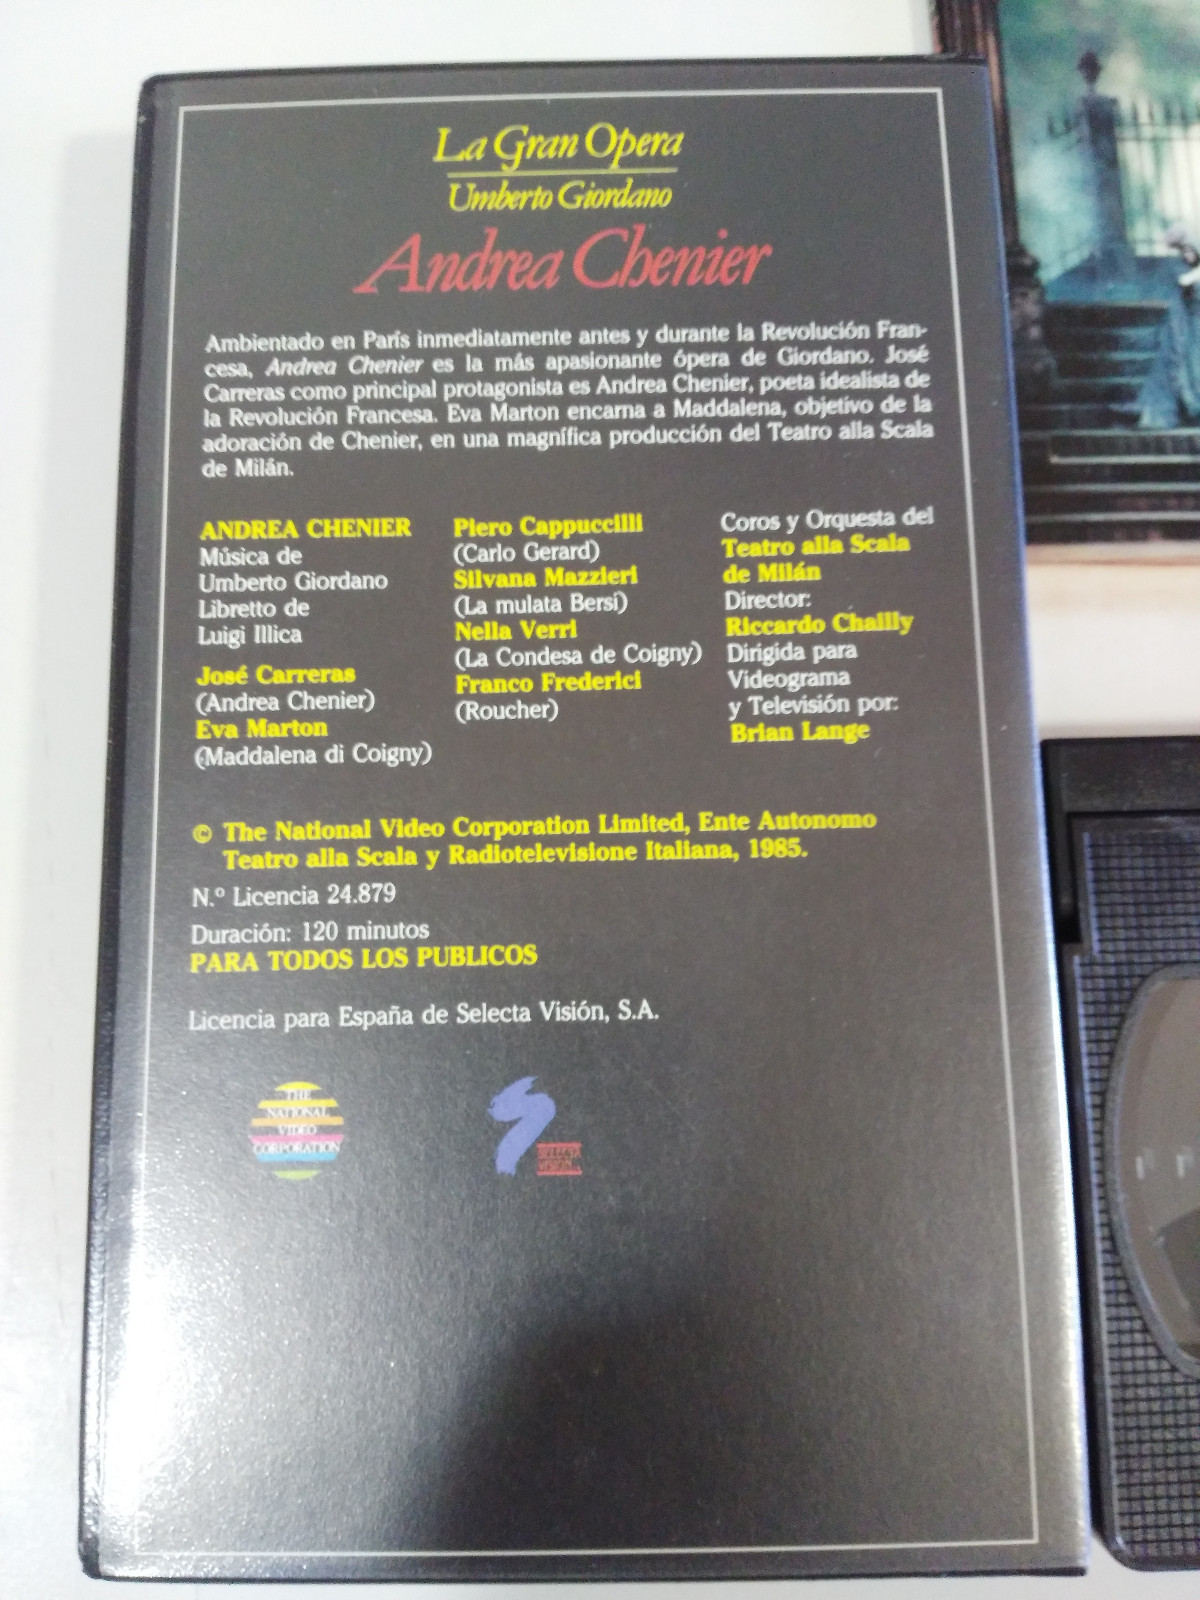 La Gran Opera
Umberto Giordano
Andrea Chenier
Ambientado en París inmediatamente antes y durante la Revolución Fran-
cesa, Andrea Chenier es la más apasionante ópera de Giordano. José
Carreras como principal protagonista es Andrea Chenier, poeta idealista de
la Revolución Francesa. Eva Marton encarna a Maddalena, objetivo de la
adoración de Chenier, en una magnífica producción del Teatro alla Scala
de Milán.
ANDREA CHENIER
Música de
Umberto Giordano
Libretto de
Luigi Illica
José Carreras
(Andrea Chenier)
Eva Marton
(Maddalena di Coigny)
Piero Cappuccilli
(Carlo Gerard)
Silvana Mazzieri
(La mulata Bersi)
Nella Verri
(La Condesa de Coigny)
Franco Frederici
(Roucher)
Coros y Orquesta del
Teatro alla Scala
de Milán
Director:
Riccardo Chailly
Dirigida para
Videograma
y Televisión por:
Brian Lange
© The National Video Corporation Limited, Ente Autonomo
Teatro alla Scala y Radiotelevisione Italiana, 1985.
N.º Licencia 24.879
Duración: 120 minutos
PARA TODOS LOS PUBLICOS
Licencia para España de Selecta Visión, S.A.
THE
NATIONAL
VIDEO
CORPORATION
SELECTA
VISION